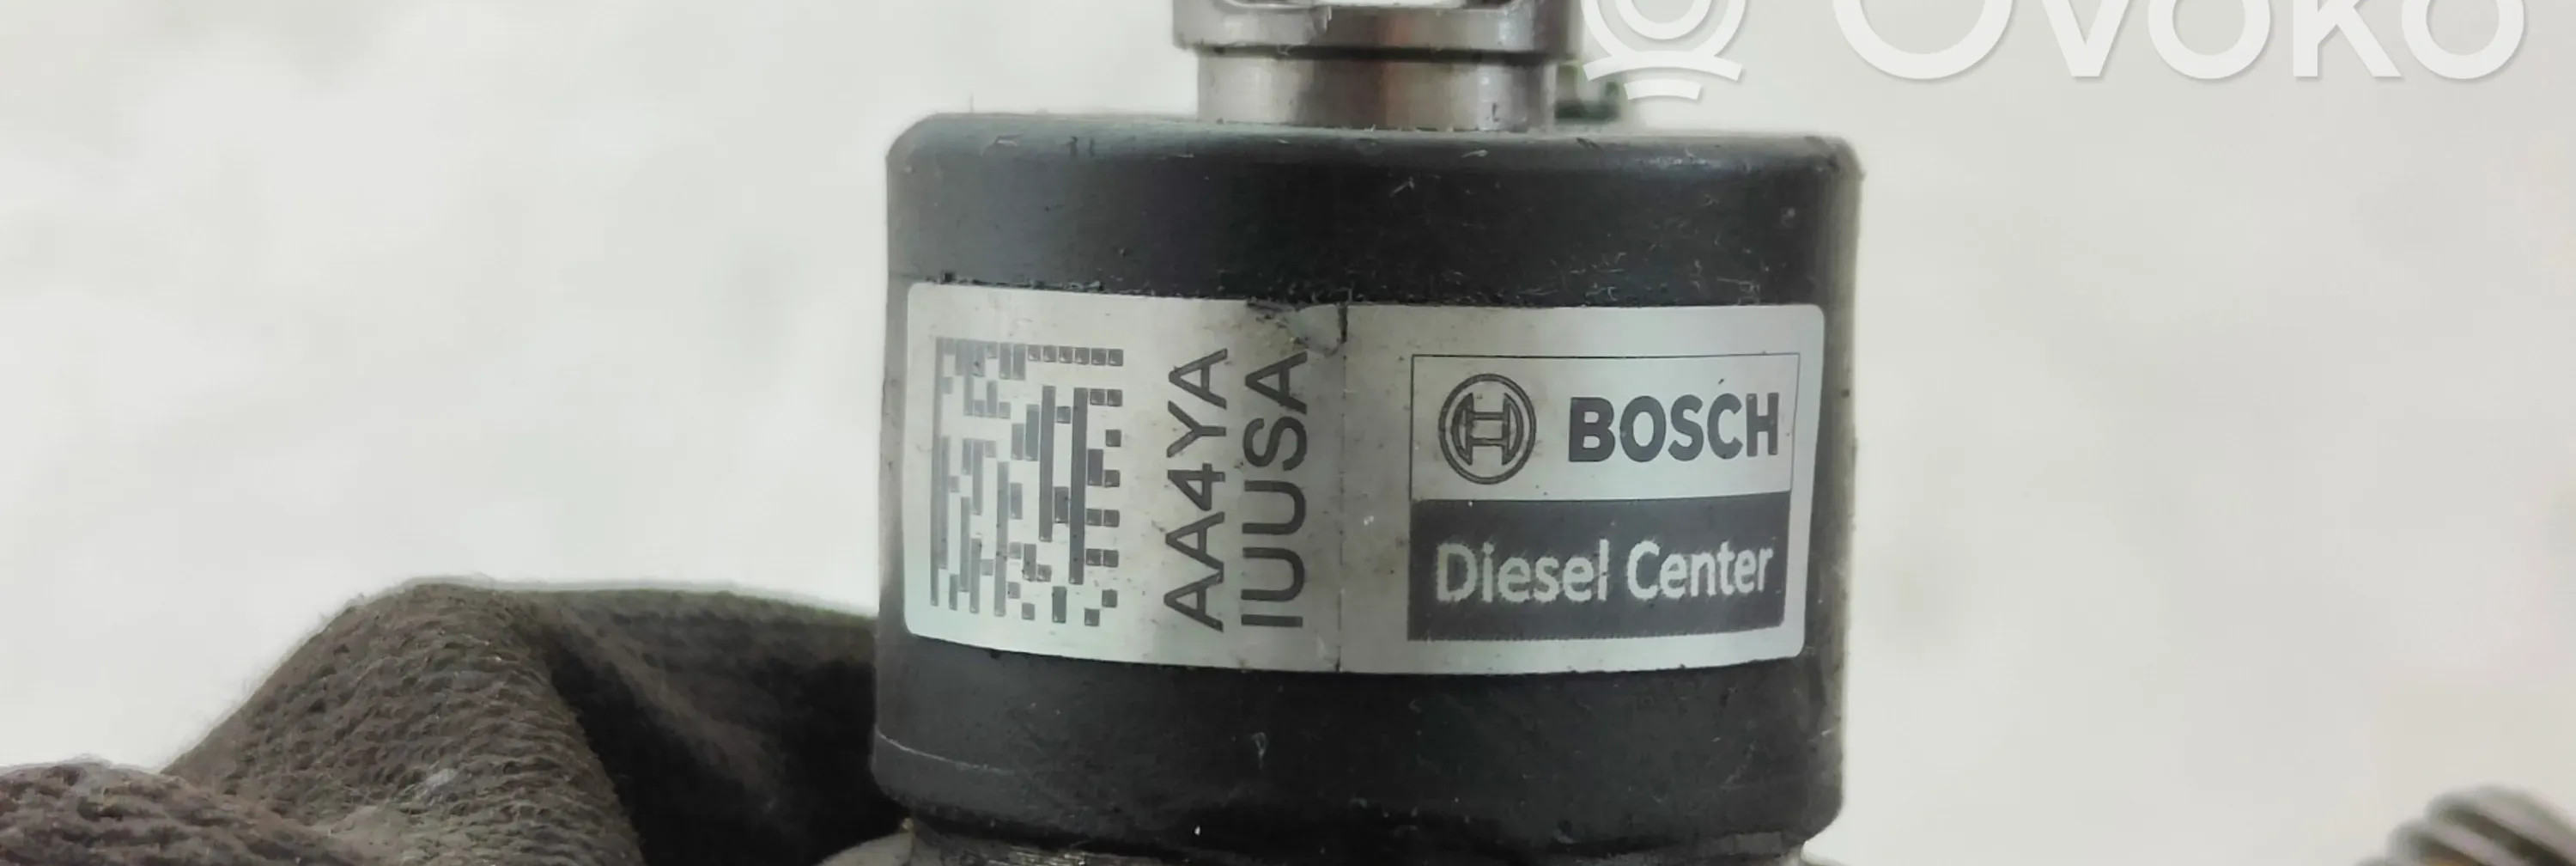 OVOKO
AA4YA
IUUSA
BOSCH
Diesel Center